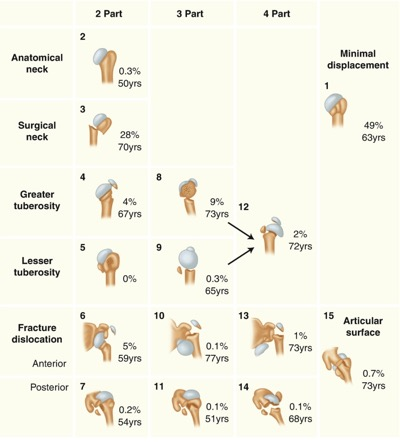 2 Part 3 Part 4 Part
Anatomical
neck
2
0.3%
50yrs
Minimal
displacement
1
49%
63yrs
Surgical
neck
3
28%
70yrs
Greater
tuberosity
4
4%
67yrs
8
9%
73yrs
12
2%
72yrs
Lesser
tuberosity
5
0%
9
0.3%
65yrs
Fracture
dislocation
Anterior
6
5%
59yrs
10
0.1%
77yrs
13
1%
73yrs
15 Articular
surface
0.7%
73yrs
Posterior
7
0.2%
54yrs
11
0.1%
51yrs
14
0.1%
68yrs